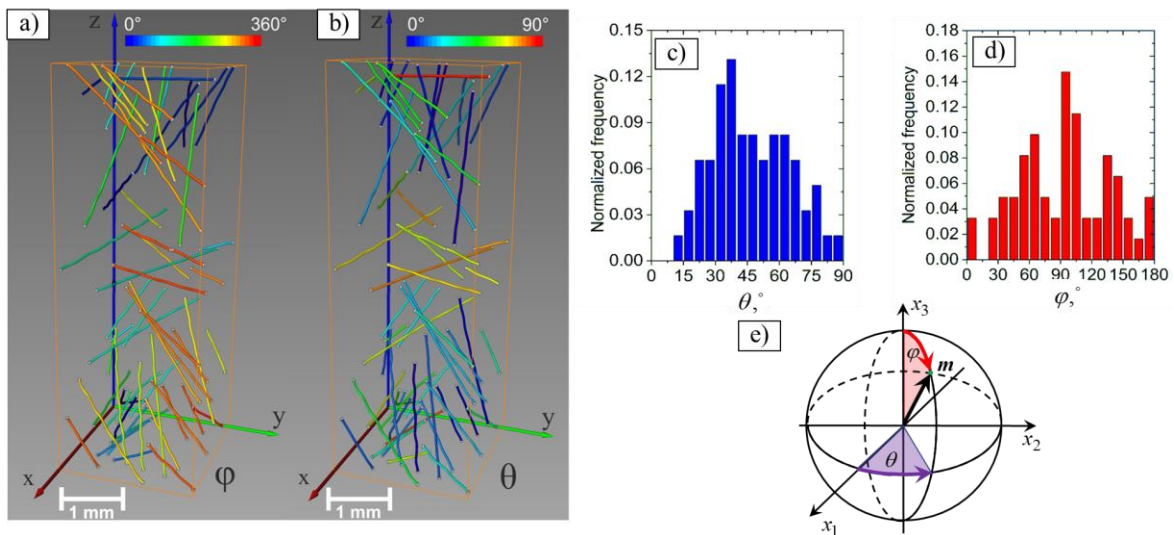 a)
z
0°
360°
x
y
φ
1 mm
b)
z
0°
90°
x
y
θ
1 mm
c)
Normalized frequency
0.15
0.12
0.09
0.06
0.03
0.00
0 15 30 45 60 75 90
θ,°
d)
Normalized frequency
0.18
0.16
0.14
0.12
0.10
0.08
0.06
0.04
0.02
0.00
0 30 60 90 120 150 180
φ,°
e)
x3
φ
m
x2
θ
x1